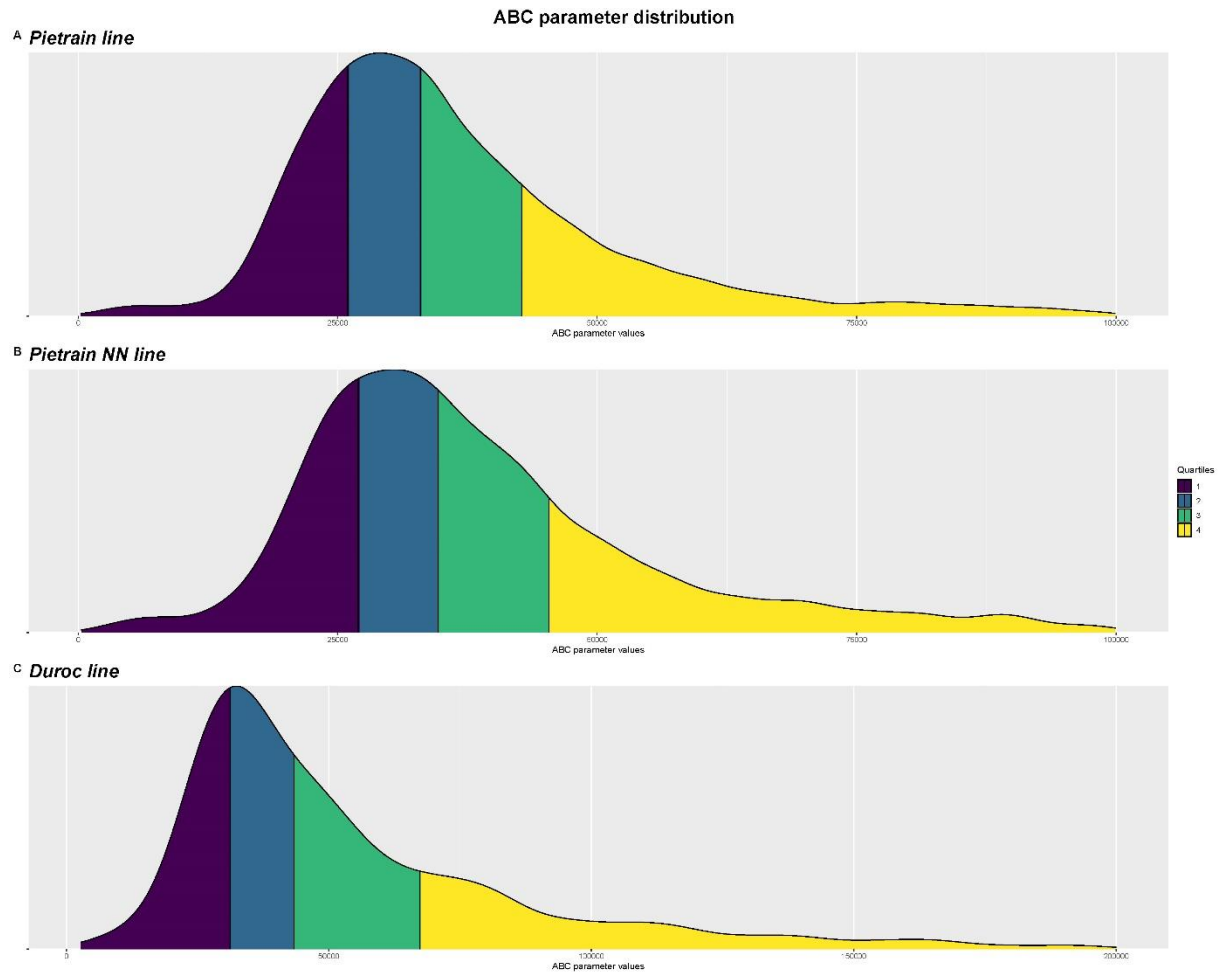 ABC parameter distribution
A Pietrain line
0 25000 50000 75000 100000
ABC parameter values
B Pietrain NN line
0 25000 50000 75000 100000
ABC parameter values
Quartiles
1
2
3
4
C Duroc line
0 50000 100000 150000 200000
ABC parameter values